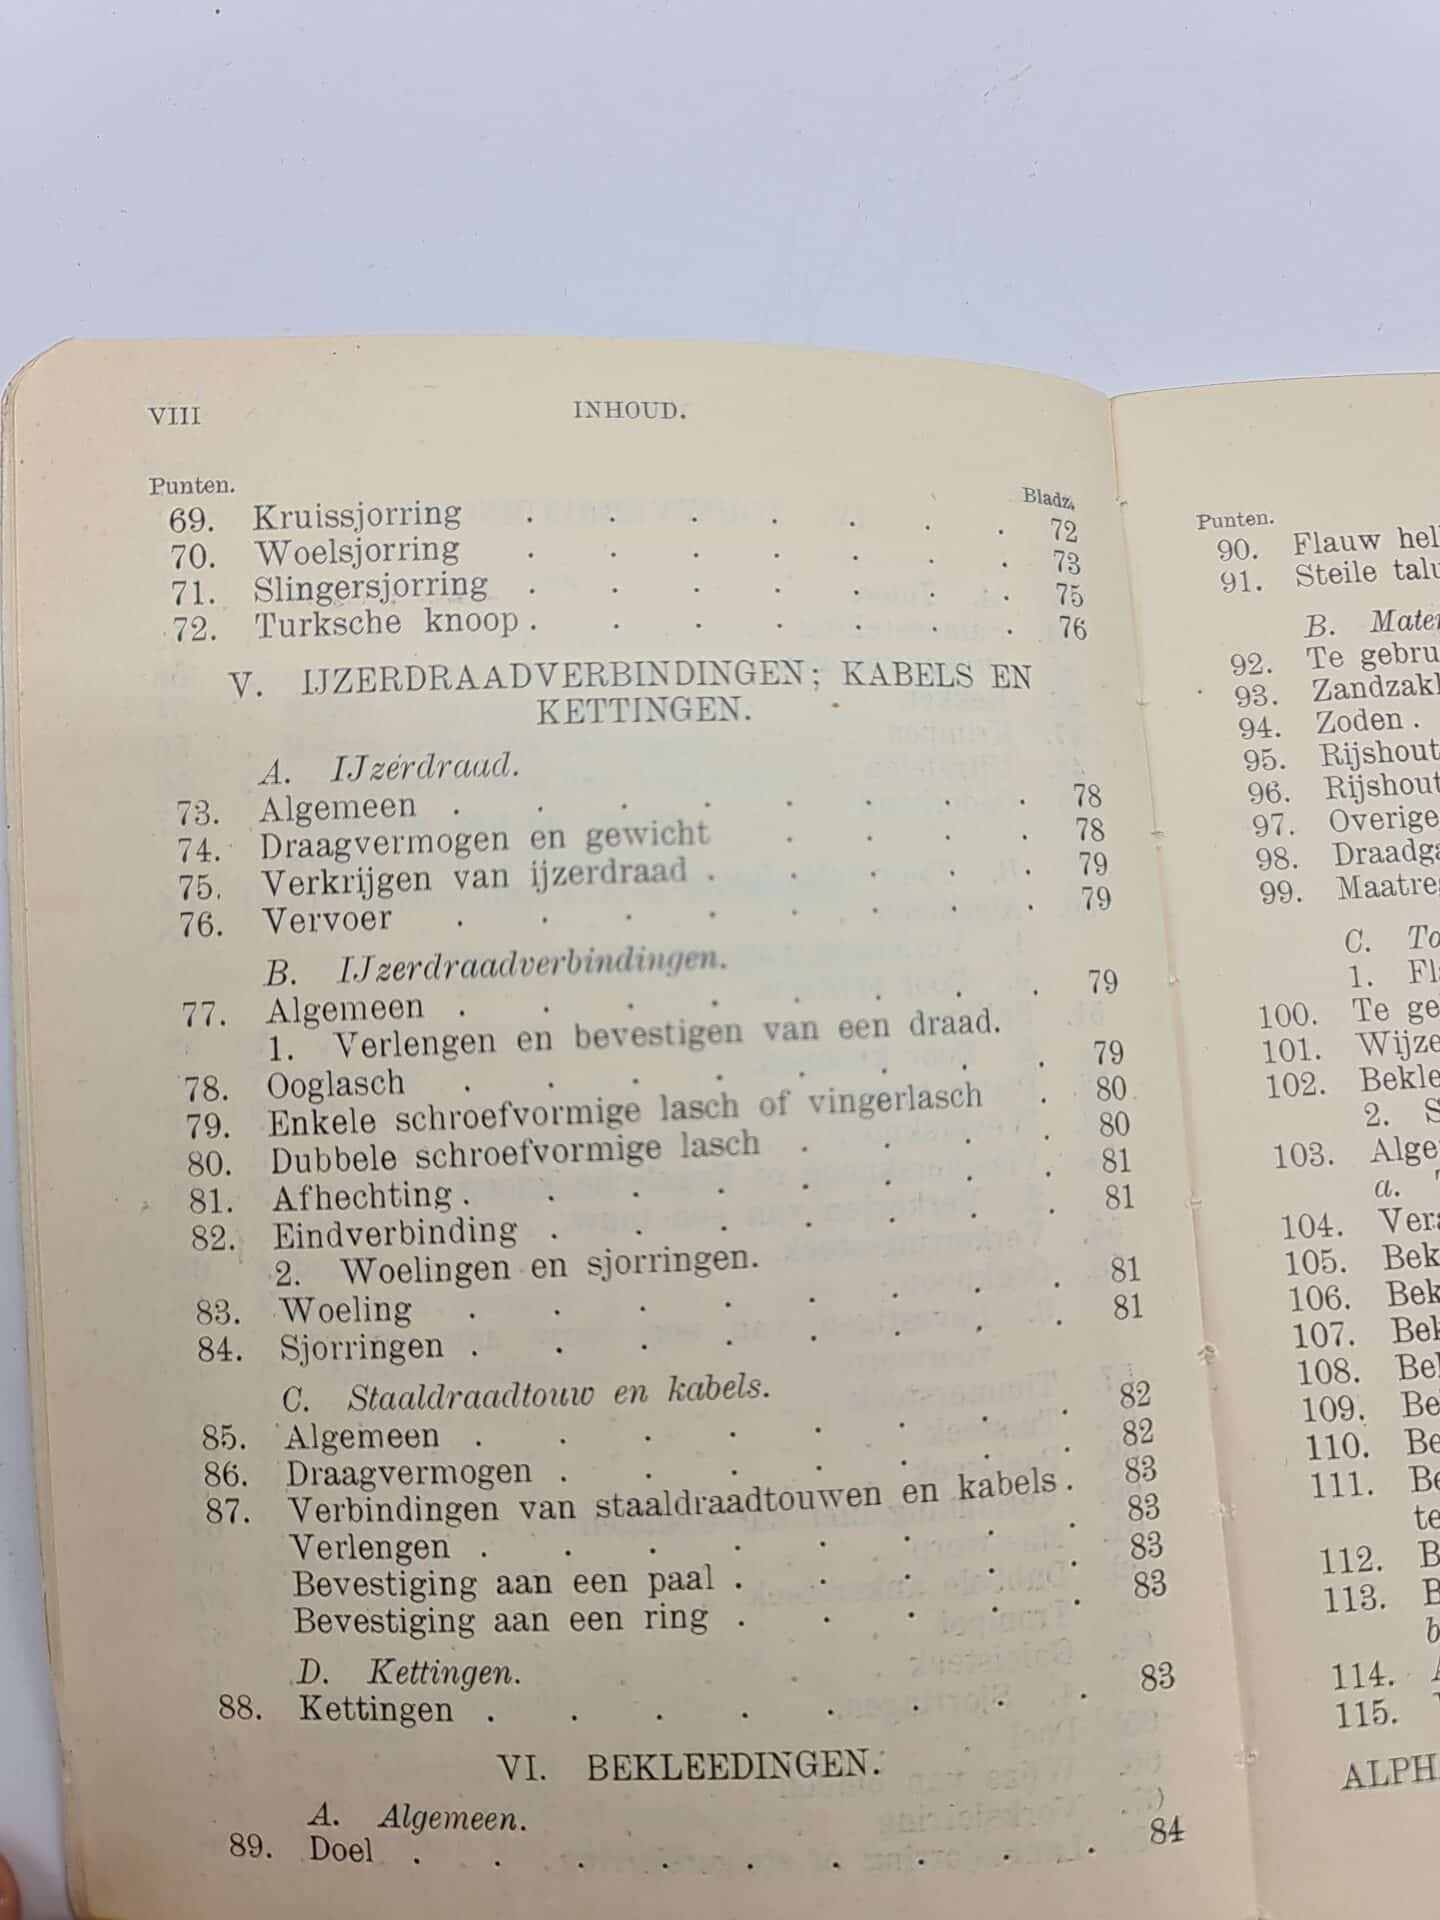 VIII INHOUD.
Punten. Bladz.
69. Kruissjorring . . . . . . . 72
70. Woelsjorring . . . . . . . 73
71. Slingersjorring . . . . . . . 75
72. Turksche knoop . . . . . . . 76
V. IJZERDRAADVERBINDINGEN; KABELS EN
KETTINGEN.
A. IJzerdraad.
73. Algemeen . . . . . . . . 78
74. Draagvermogen en gewicht . . . . 78
75. Verkrijgen van ijzerdraad . . . . . 79
76. Vervoer . . . . . . . . 79
B. IJzerdraadverbindingen.
77. Algemeen . . . . . . . . 79
1. Verlengen en bevestigen van een draad.
78. Ooglasch . . . . . . . . 79
79. Enkele schroefvormige lasch of vingerlasch . 80
80. Dubbele schroefvormige lasch . . . . 80
81. Afhechting . . . . . . . . 81
82. Eindverbinding . . . . . . . 81
2. Woelingen en sjorringen.
83. Woeling . . . . . . . . 81
84. Sjorringen . . . . . . . . 81
C. Staaldraadtouw en kabels.
85. Algemeen . . . . . . . . 82
86. Draagvermogen . . . . . . . 82
87. Verbindingen van staaldraadtouwen en kabels . 83
Verlengen . . . . . . . . 83
Bevestiging aan een paal . . . . . 83
Bevestiging aan een ring . . . . . 83
D. Kettingen.
88. Kettingen . . . . . . . . 83
VI. BEKLEEDINGEN.
A. Algemeen.
89. Doel . . . . . . . . . 84
Punten.
90. Flauw
91. Steile
B.
92. Te
93.
94. Zoden .
95. Rijshout
96. Rijshout
97. Overige
98.
99.
C.
1.
100. Te
101.
102.
2.
103.
a.
104.
105.
106.
107.
108.
109.
110.
111.
112.
113.
114.
115.